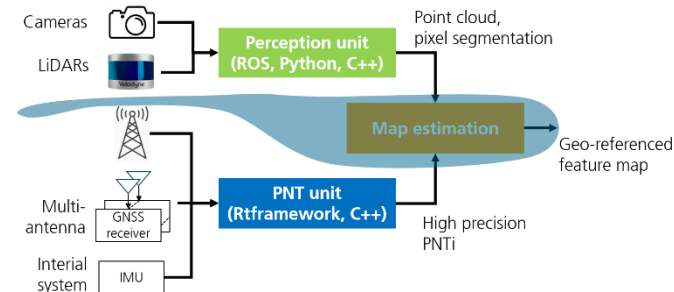 Cameras
LiDARs
Velodyne
Perception unit
(ROS, Python, C++)
Point cloud,
pixel segmentation
Map estimation
Geo-referenced
feature map
Multi-
antenna
GNSS
receiver
PNT unit
(Rtframework, C++)
High precision
PNTi
Interial
system
IMU